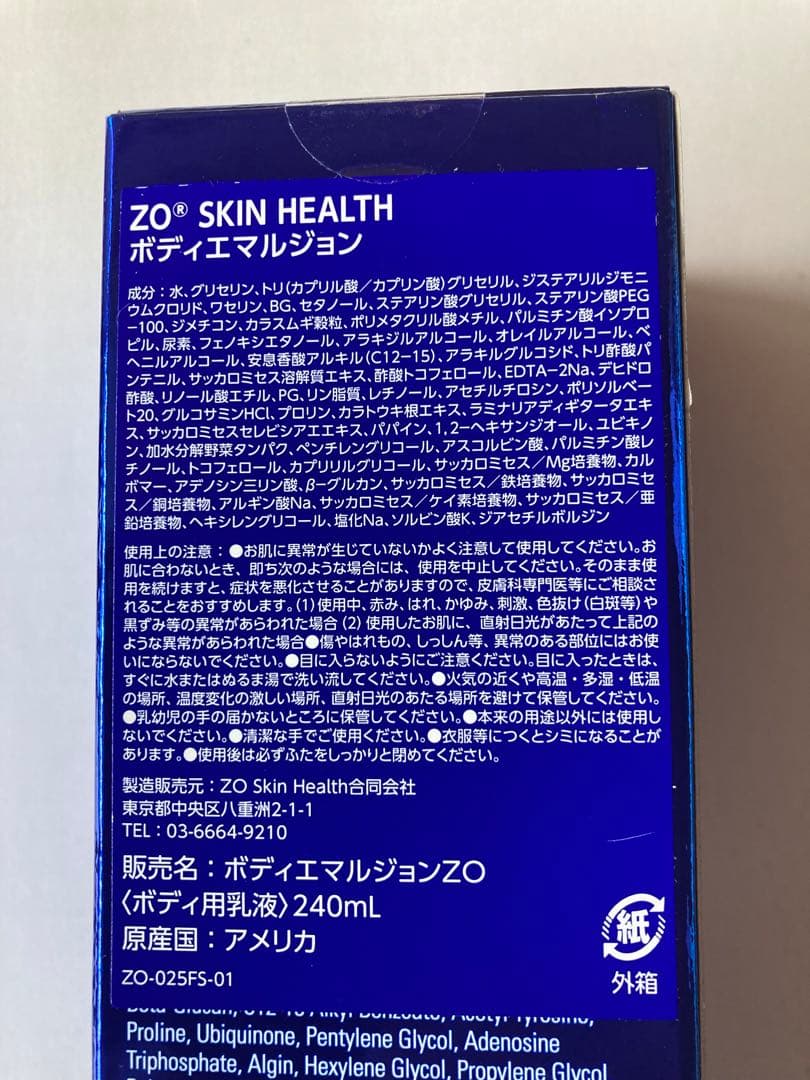 ZO® SKIN HEALTH
ボディエマルジョン
成分：水、グリセリン、トリ(カプリル酸／カプリン酸)グリセリル、ジステアリルジモニ
ウムクロリド、ワセリン、BG、セタノール、ステアリン酸グリセリル、ステアリン酸PEG
-100、ジメチコン、カラスムギ穀粒、ポリメタクリル酸メチル、パルミチン酸イソプロ
ピル、尿素、フェノキシエタノール、アラキジルアルコール、オレイルアルコール、ベ
ヘニルアルコール、安息香酸アルキル(C12-15)、アラキルグルコシド、トリ酢酸パ
ンテニル、サッカロミセス溶解質エキス、酢酸トコフェロール、EDTA-2Na、デヒドロ
酢酸、リノール酸エチル、PG、リン脂質、レチノール、アセチルチロシン、ポリソルベー
ト20、グルコサミンHCl、プロリン、カラトウキ根エキス、ラミナリアディギタータエキ
ス、サッカロミセスセレビシアエエキス、パパイン、1,2-ヘキサンジオール、ユビキノ
ン、加水分解野菜タンパク、ペンチレングリコール、アスコルビン酸、パルミチン酸レ
チノール、トコフェロール、カプリリルグリコール、サッカロミセス／Mg培養物、カル
ボマー、アデノシン三リン酸、β-グルカン、サッカロミセス／鉄培養物、サッカロミセ
ス／銅培養物、アルギン酸Na、サッカロミセス／ケイ素培養物、サッカロミセス／亜
鉛培養物、ヘキシレングリコール、塩化Na、ソルビン酸K、ジアセチルボルジン
使用上の注意：●お肌に異常が生じていないかよく注意して使用してください。お
肌に合わないとき、即ち次のような場合には、使用を中止してください。そのまま使
用を続けますと、症状を悪化させることがありますので、皮膚科専門医等にご相談さ
れることをおすすめします。(1)使用中、赤み、はれ、かゆみ、刺激、色抜け(白斑等)や
黒ずみ等の異常があらわれた場合(2)使用したお肌に、直射日光があたって上記の
ような異常があらわれた場合●傷やはれもの、しっしん等、異常のある部位にはお使
いにならないでください。●目に入らないようにご注意ください。目に入ったときは、
すぐに水またはぬるま湯で洗い流してください。●火気の近くや高温・多湿・低温
の場所、温度変化の激しい場所、直射日光のあたる場所を避けて保管してください。
●乳幼児の手の届かないところに保管してください。●本来の用途以外には使用し
ないでください。●清潔な手でご使用ください。●衣服等につくとシミになることが
あります。●使用後は必ずふたをしっかりと閉めてください。
製造販売元：ZO Skin Health合同会社
東京都中央区八重洲2-1-1
TEL：03-6664-9210
販売名：ボディエマルジョンZO
〈ボディ用乳液〉240mL
原産国：アメリカ
ZO-025FS-01
紙
外箱
Beta-Glucan, C12-15 Alkyl Benzoate, Acetyl Tyrosine,
Proline, Ubiquinone, Pentylene Glycol, Adenosine
Triphosphate, Algin, Hexylene Glycol, Propylene Glycol